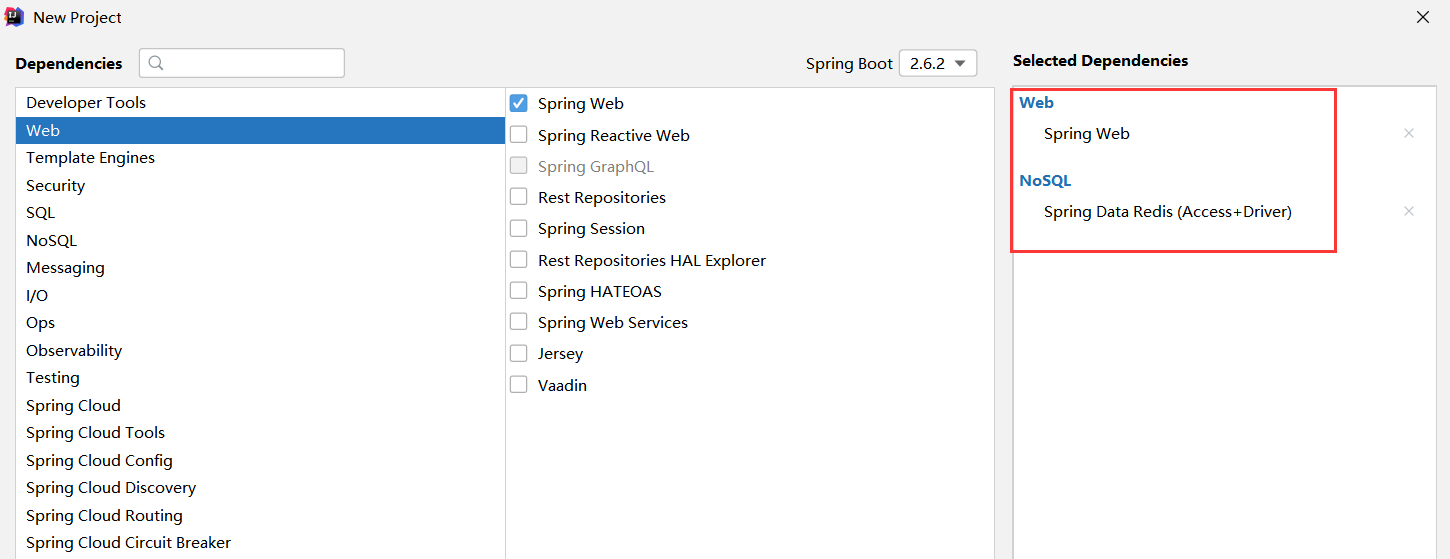 New Project
Dependencies
Spring Boot 2.6.2
Selected Dependencies
Developer Tools
Web
Template Engines
Security
SQL
NoSQL
Messaging
I/O
Ops
Observability
Testing
Spring Cloud
Spring Cloud Tools
Spring Cloud Config
Spring Cloud Discovery
Spring Cloud Routing
Spring Cloud Circuit Breaker
Spring Web
Spring Reactive Web
Spring GraphQL
Rest Repositories
Spring Session
Rest Repositories HAL Explorer
Spring HATEOAS
Spring Web Services
Jersey
Vaadin
Web
Spring Web
NoSQL
Spring Data Redis (Access+Driver)